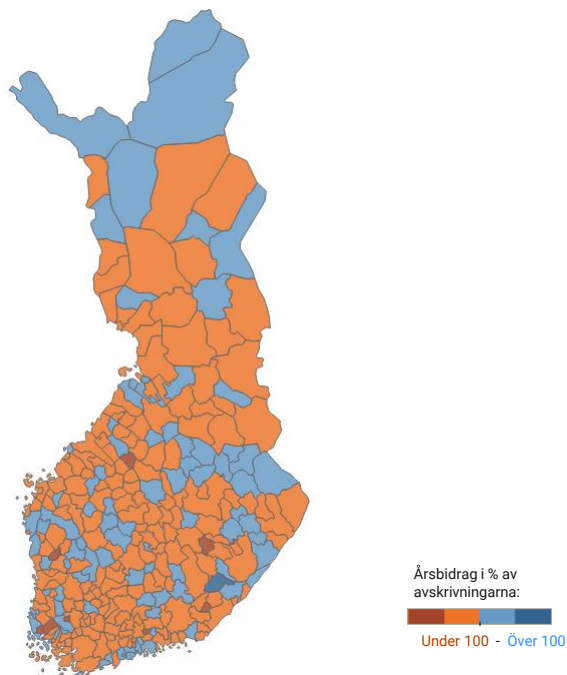 Årsbidrag i % av
avskrivningarna:
Under 100 - Över 100